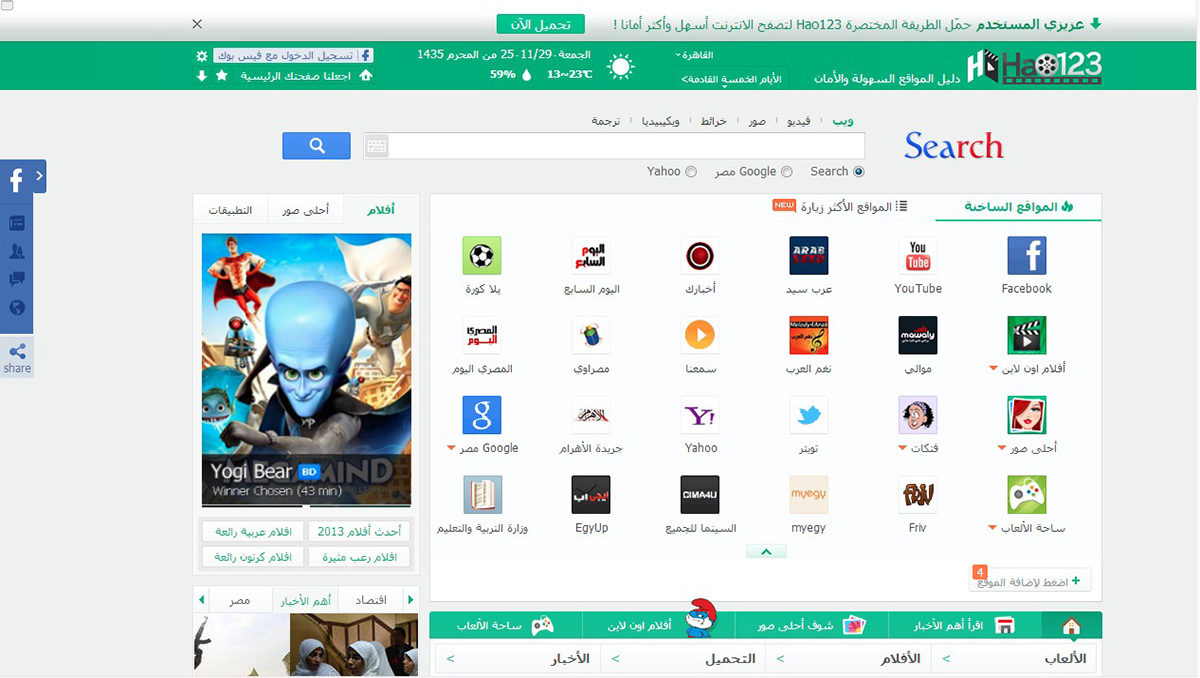 عزيزي المستخدم حمّل الطريقة المختصرة Hao123 لتصفح الانترنت أسهل وأكثر أمانا !
تحميل الآن
Hao123
دليل المواقع السهولة والأمان
القاهرة
الأيام الخمسة القادمة>
الجمعة-25-11/29 من المحرم 1435
13~23℃
59%
تسجيل الدخول مع فيس بوك
اجعلنا صفحتك الرئيسية
ويب
فيديو
صور
خرائط
ويكيبيديا
ترجمة
Search
Search
Google مصر
Yahoo
share
المواقع الساخنة
المواقع الأكثر زيارة
NEW
Facebook
YouTube
عرب سيد
أخبارك
اليوم السابع
يلا كورة
أفلام اون لاين
موالي
نغم العرب
سمعنا
مصراوي
المصري اليوم
أحلى صور
فتكات
تويتر
Yahoo
جريدة الأهرام
Google مصر
ساحة الألعاب
Friv
myegy
السينما للجميع
EgyUp
وزارة التربية والتعليم
4
اضغط لإضافة الموقع +
أفلام
أحلى صور
التطبيقات
MEGAMIND
Yogi Bear BD
Winner Chosen (43 min)
أحدث أفلام 2013
افلام عربية رائعة
افلام رعب مثيرة
افلام كرتون رائعة
اقتصاد
أهم الأخبار
مصر
اقرأ أهم الأخبار
شوف أحلى صور
أفلام اون لاين
ساحة الألعاب
الألعاب
الأفلام
التحميل
الأخبار